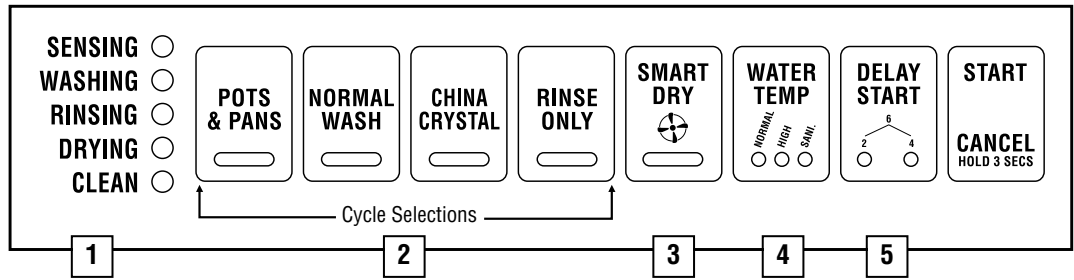 SENSING
WASHING
RINSING
DRYING
CLEAN
POTS
& PANS
NORMAL
WASH
CHINA
CRYSTAL
RINSE
ONLY
SMART
DRY
WATER
TEMP
NORMAL
HIGH
SANI.
DELAY
START
6
2 4
START
CANCEL
HOLD 3 SECS
Cycle Selections
1 2 3 4 5